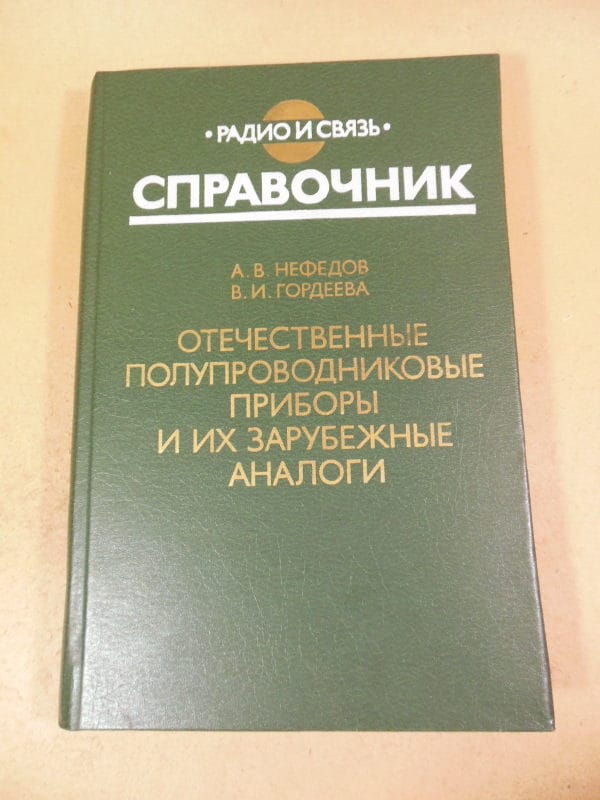 • РАДИО И СВЯЗЬ •
СПРАВОЧНИК
А. В. НЕФЕДОВ
В. И. ГОРДЕЕВА
ОТЕЧЕСТВЕННЫЕ
ПОЛУПРОВОДНИКОВЫЕ
ПРИБОРЫ
И ИХ ЗАРУБЕЖНЫЕ
АНАЛОГИ